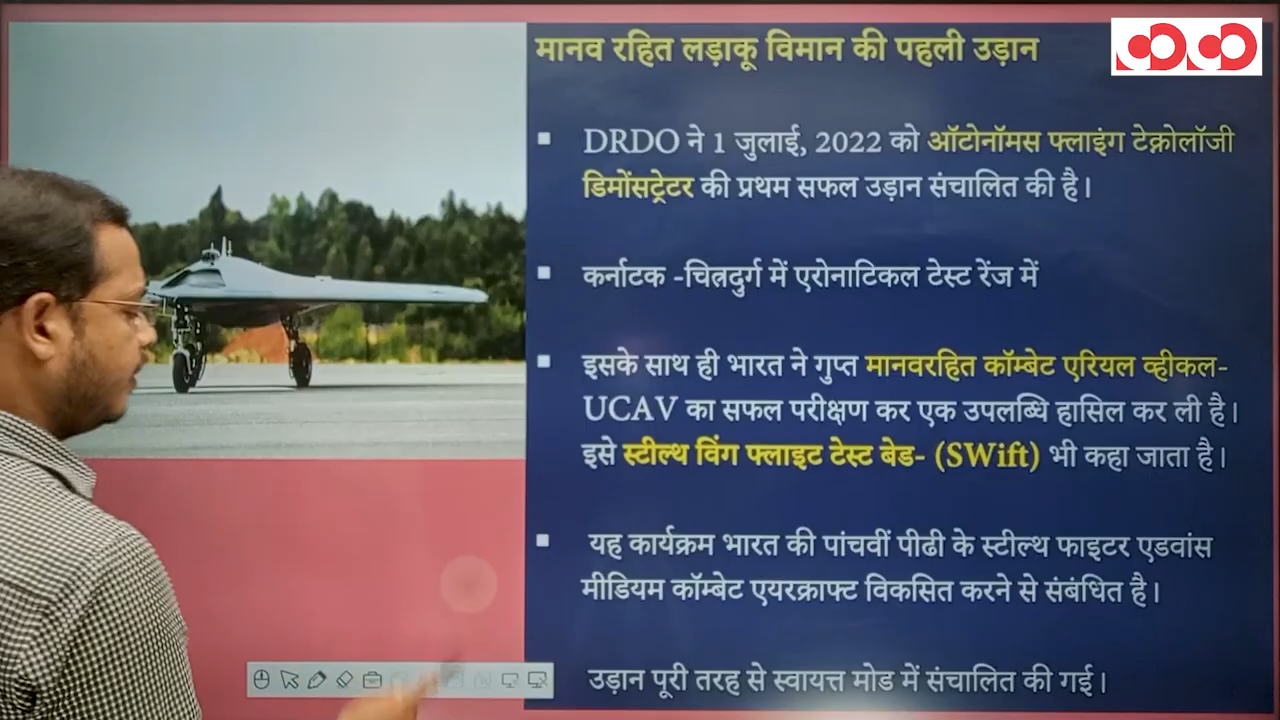 मानव रहित लड़ाकू विमान की पहली उड़ान
DRDO ने 1 जुलाई, 2022 को ऑटोनॉमस फ्लाइंग टेक्नोलॉजी
डिमोंसट्रेटर की प्रथम सफल उड़ान संचालित की है।
कर्नाटक -चित्रदुर्ग में एरोनाटिकल टेस्ट रेंज में
इसके साथ ही भारत ने गुप्त मानवरहित कॉम्बेट एरियल व्हीकल-
UCAV का सफल परीक्षण कर एक उपलब्धि हासिल कर ली है।
इसे स्टील्थ विंग फ्लाइट टेस्ट बेड- (SWift) भी कहा जाता है।
यह कार्यक्रम भारत की पांचवीं पीढी के स्टील्थ फाइटर एडवांस
मीडियम कॉम्बेट एयरक्राफ्ट विकसित करने से संबंधित है।
उड़ान पूरी तरह से स्वायत्त मोड में संचालित की गई।